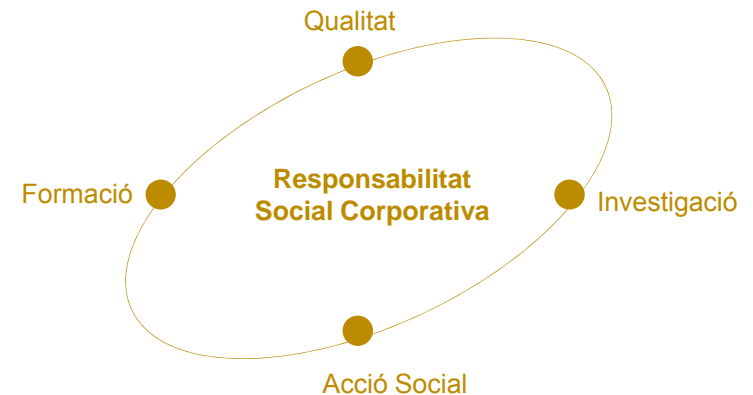 Qualitat
Formació
Responsabilitat
Social Corporativa
Investigació
Acció Social